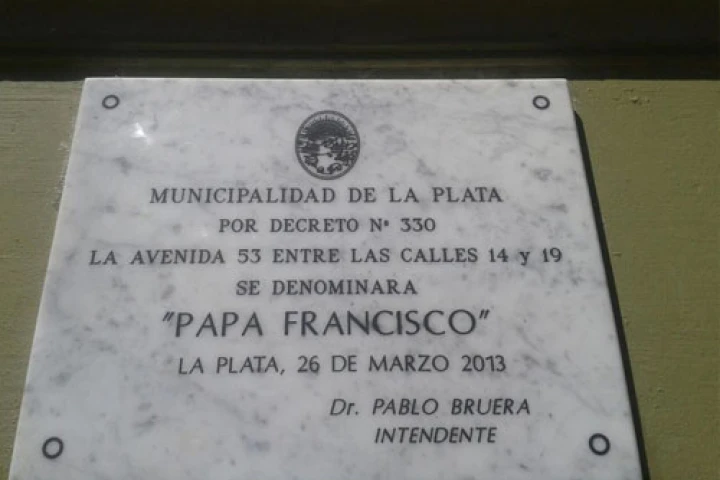 MUNICIPALIDAD DE LA PLATA
POR DECRETO Nº 330
LA AVENIDA 53 ENTRE LAS CALLES 14 y 19
SE DENOMINARA
"PAPA FRANCISCO"
LA PLATA, 26 DE MARZO 2013
Dr. PABLO BRUERA
INTENDENTE